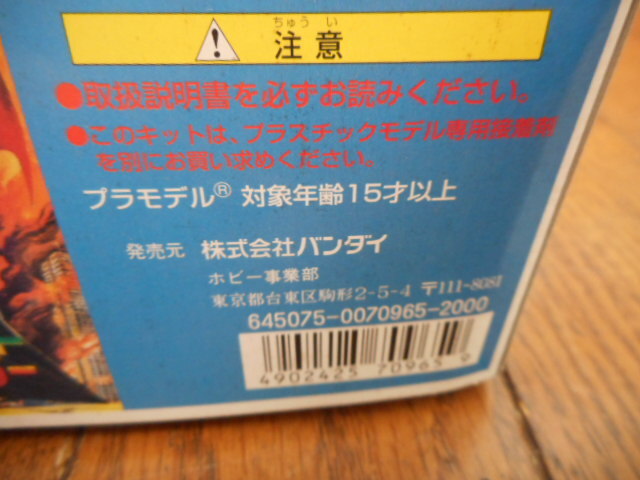 ちゅうい
注意
●取扱説明書を必ずお読みください。
●このキットは、プラスチックモデル専用接着剤
を別にお買い求めください。
プラモデル® 対象年齢15才以上
発売元 株式会社バンダイ
ホビー事業部
東京都台東区駒形2-5-4 〒111-8081
645075-0070965-2000
4902425 709659